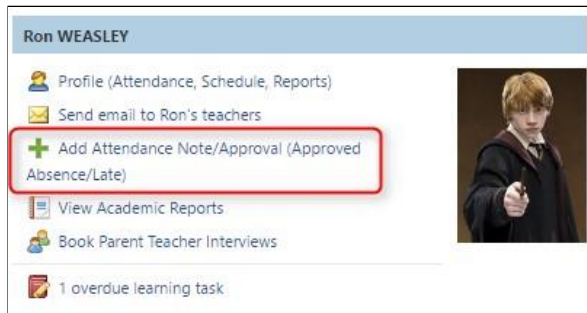 Ron WEASLEY
Profile (Attendance, Schedule, Reports)
Send email to Ron's teachers
Add Attendance Note/Approval (Approved
Absence/Late)
View Academic Reports
Book Parent Teacher Interviews
1 overdue learning task